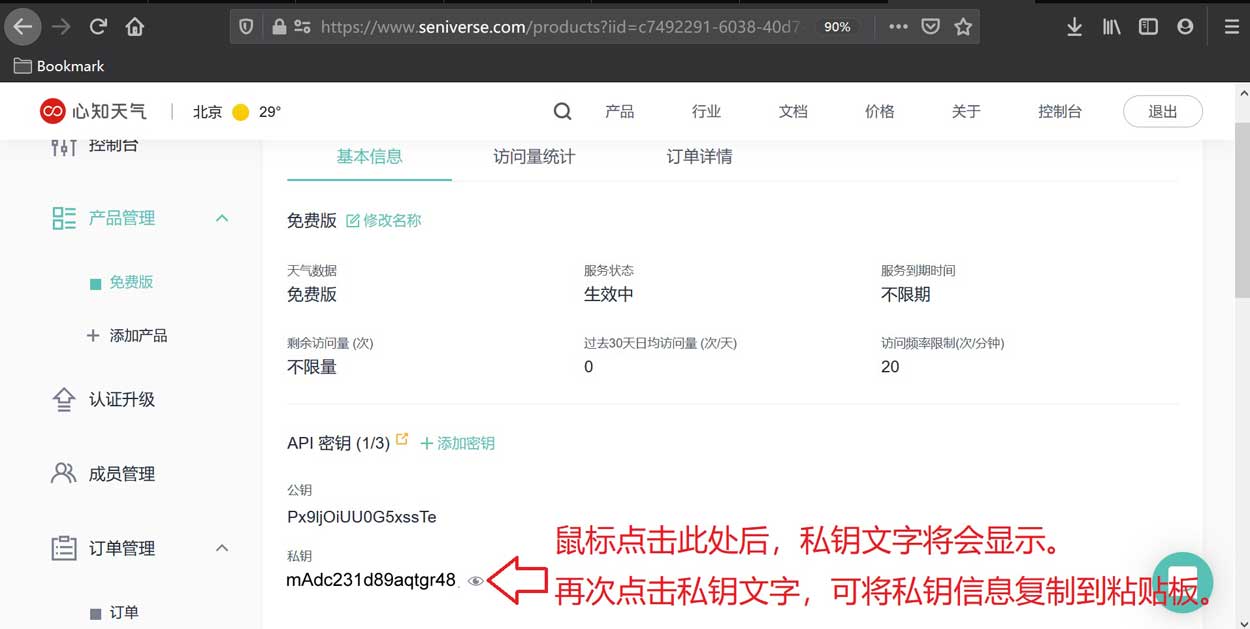 https://www.seniverse.com/products?iid=c7492291-6038-40d7-
90%
Bookmark
心知天气
北京
29°
产品
行业
文档
价格
关于
控制台
退出
控制台
基本信息
访问量统计
订单详情
产品管理
免费版
修改名称
天气数据
服务状态
服务到期时间
免费版
免费版
生效中
不限期
添加产品
剩余访问量 (次)
过去30天日均访问量 (次/天)
访问频率限制(次/分钟)
不限量
0
20
认证升级
API 密钥 (1/3)
添加密钥
成员管理
公钥
Px9ljOiUU0G5xssTe
订单管理
私钥
mAdc231d89aqtgr48
鼠标点击此处后，私钥文字将会显示。
再次点击私钥文字，可将私钥信息复制到粘贴板。
订单